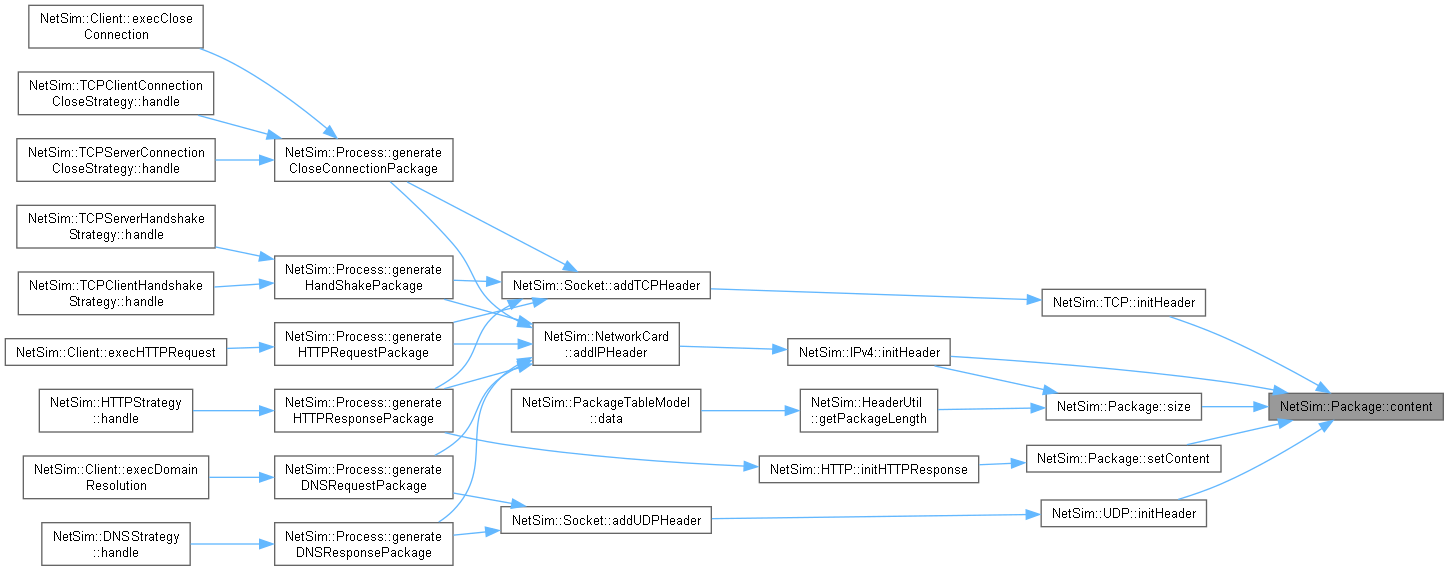 NetSim::Client::execClose
Connection
NetSim::TCPClientConnection
CloseStrategy::handle
NetSim::TCPServerConnection
CloseStrategy::handle
NetSim::TCPServerHandshake
Strategy::handle
NetSim::TCPClientHandshake
Strategy::handle
NetSim::Client::execHTTPRequest
NetSim::HTTPStrategy
::handle
NetSim::Client::execDomain
Resolution
NetSim::DNSStrategy
::handle
NetSim::Process::generate
CloseConnectionPackage
NetSim::Process::generate
HandShakePackage
NetSim::Process::generate
HTTPRequestPackage
NetSim::Process::generate
HTTPResponsePackage
NetSim::Process::generate
DNSRequestPackage
NetSim::Process::generate
DNSResponsePackage
NetSim::Socket::addTCPHeader
NetSim::NetworkCard
::addIPHeader
NetSim::PackageTableModel
::data
NetSim::Socket::addUDPHeader
NetSim::IPv4::initHeader
NetSim::HeaderUtil
::getPackageLength
NetSim::HTTP::initHTTPResponse
NetSim::TCP::initHeader
NetSim::Package::size
NetSim::Package::setContent
NetSim::UDP::initHeader
NetSim::Package::content